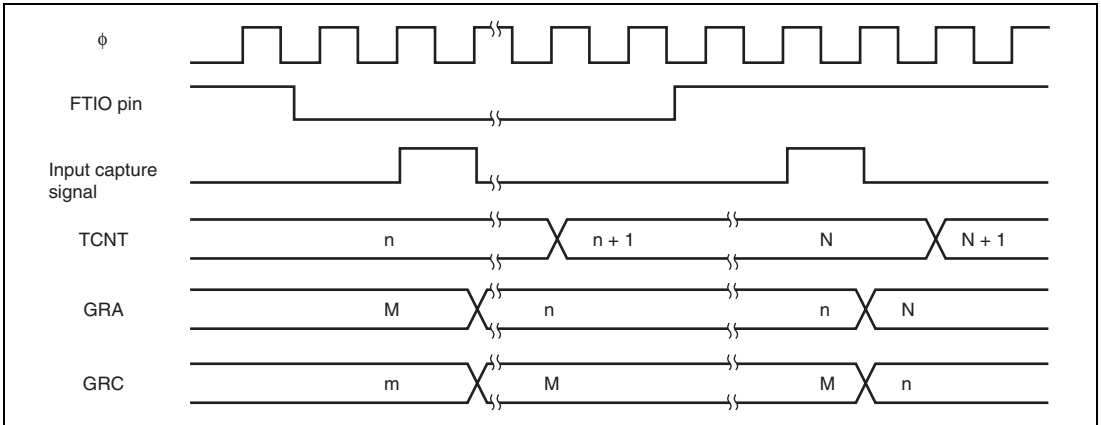 ϕ
FTIO pin
Input capture
signal
TCNT n n + 1 N N + 1
GRA M n n N
GRC m M M n